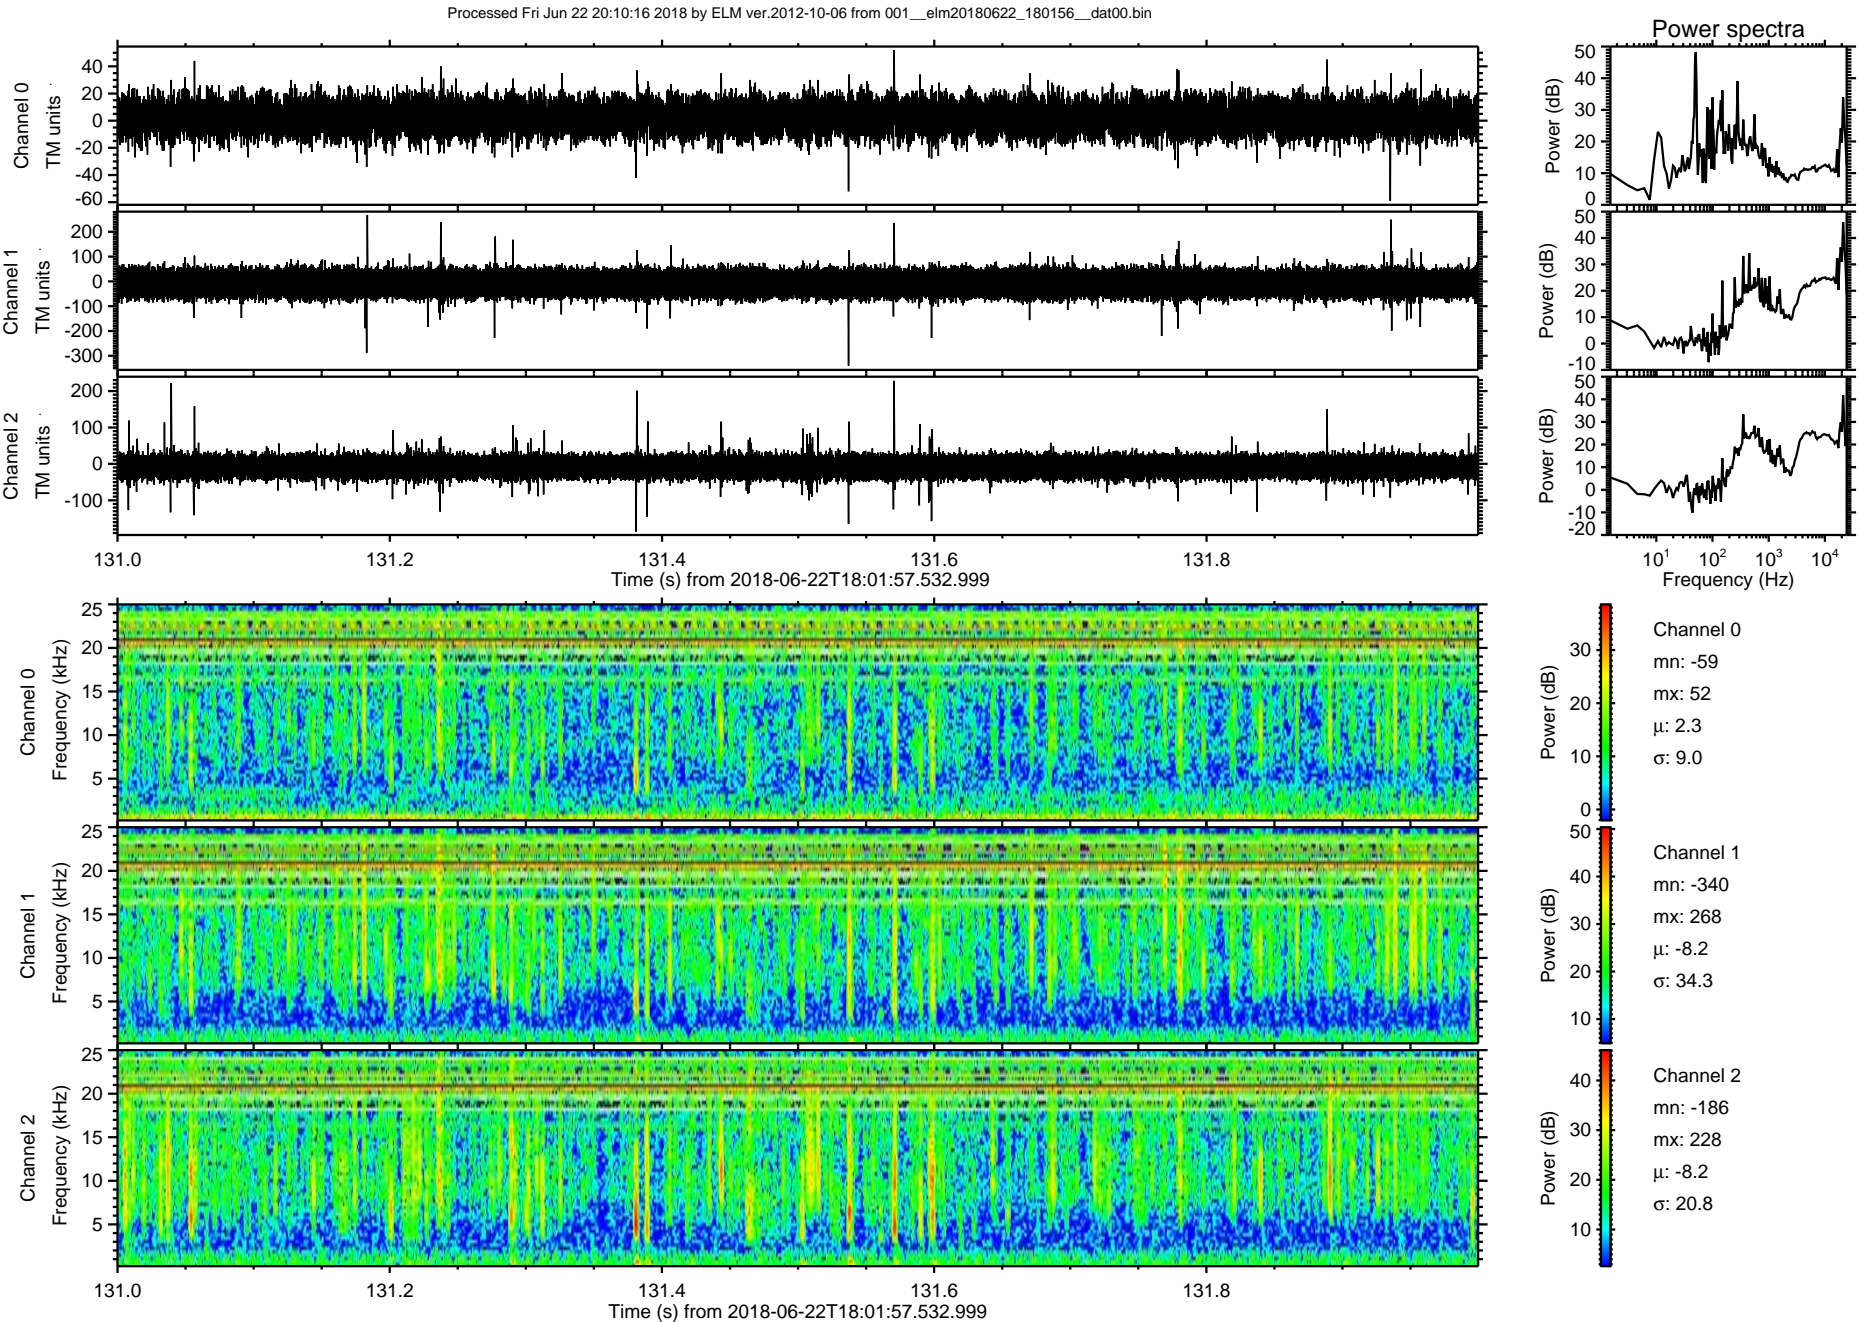 Processed Fri Jun 22 20:10:16 2018 by ELM ver.2012-10-06 from 001__elm20180622_180156__dat00.bin
Power spectra
Channel 0
TM units
40
20
0
-20
-40
-60
Power (dB)
50
40
30
20
10
0
Channel 1
TM units
200
100
0
-100
-200
-300
Power (dB)
50
40
30
20
10
0
-10
Channel 2
TM units
200
100
0
-100
Power (dB)
50
40
30
20
10
0
-10
-20
131.0 131.2 131.4 131.6 131.8
Time (s) from 2018-06-22T18:01:57.532.999
10^1 10^2 10^3 10^4
Frequency (Hz)
Channel 0
Frequency (kHz)
25
20
15
10
5
Power (dB)
30
20
10
0
Channel 0
mn: -59
mx: 52
μ: 2.3
σ: 9.0
Channel 1
Frequency (kHz)
25
20
15
10
5
Power (dB)
50
40
30
20
10
Channel 1
mn: -340
mx: 268
μ: -8.2
σ: 34.3
Channel 2
Frequency (kHz)
25
20
15
10
5
Power (dB)
40
30
20
10
Channel 2
mn: -186
mx: 228
μ: -8.2
σ: 20.8
131.0 131.2 131.4 131.6 131.8
Time (s) from 2018-06-22T18:01:57.532.999